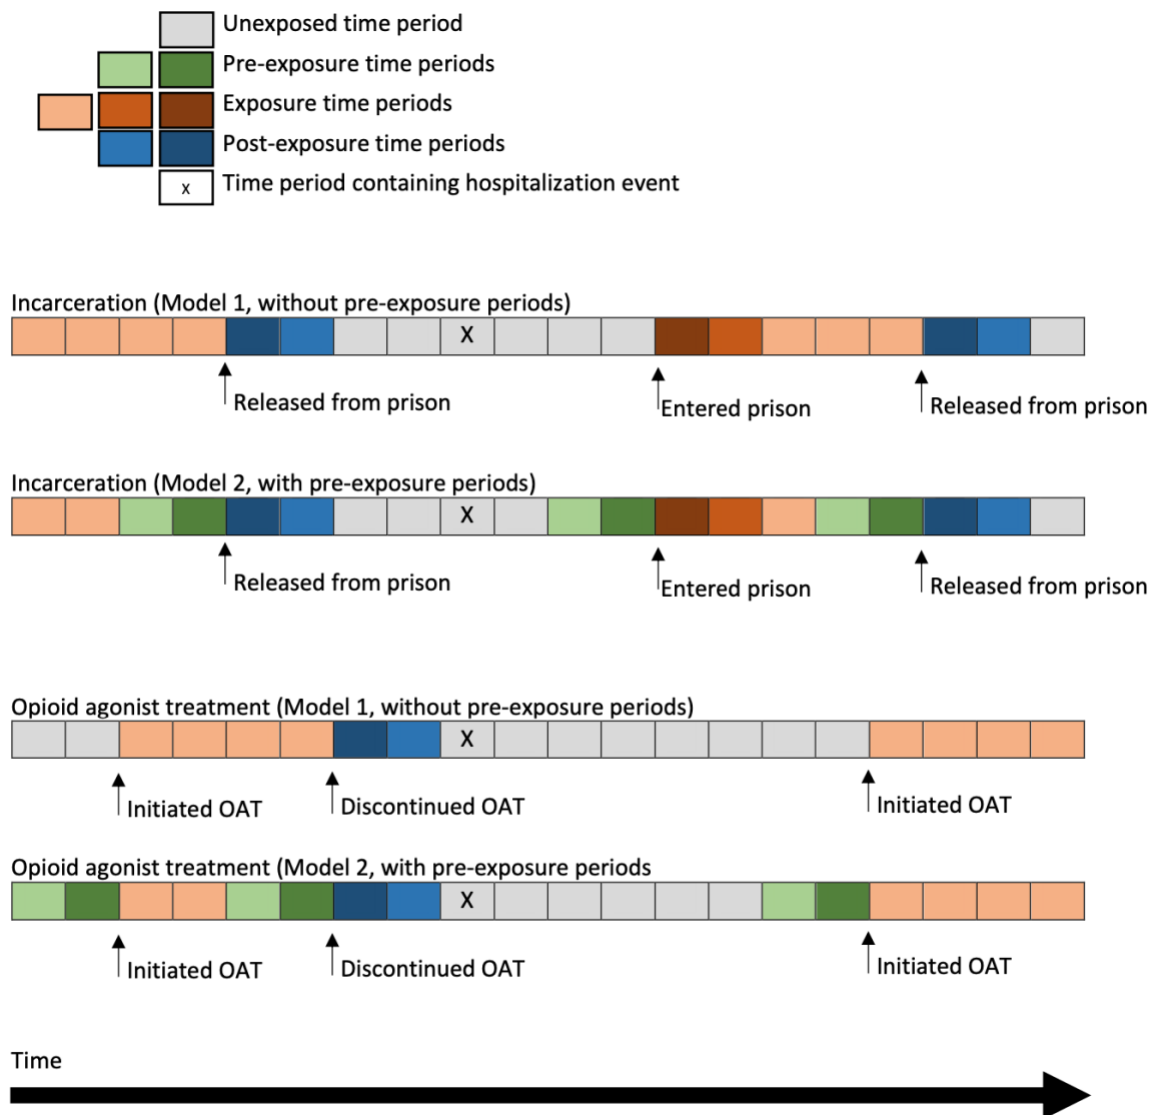 Unexposed time period
Pre-exposure time periods
Exposure time periods
Post-exposure time periods
x Time period containing hospitalization event
Incarceration (Model 1, without pre-exposure periods)
X
Released from prison
Entered prison
Released from prison
Incarceration (Model 2, with pre-exposure periods)
X
Released from prison
Entered prison
Released from prison
Opioid agonist treatment (Model 1, without pre-exposure periods)
X
Initiated OAT
Discontinued OAT
Initiated OAT
Opioid agonist treatment (Model 2, with pre-exposure periods
X
Initiated OAT
Discontinued OAT
Initiated OAT
Time